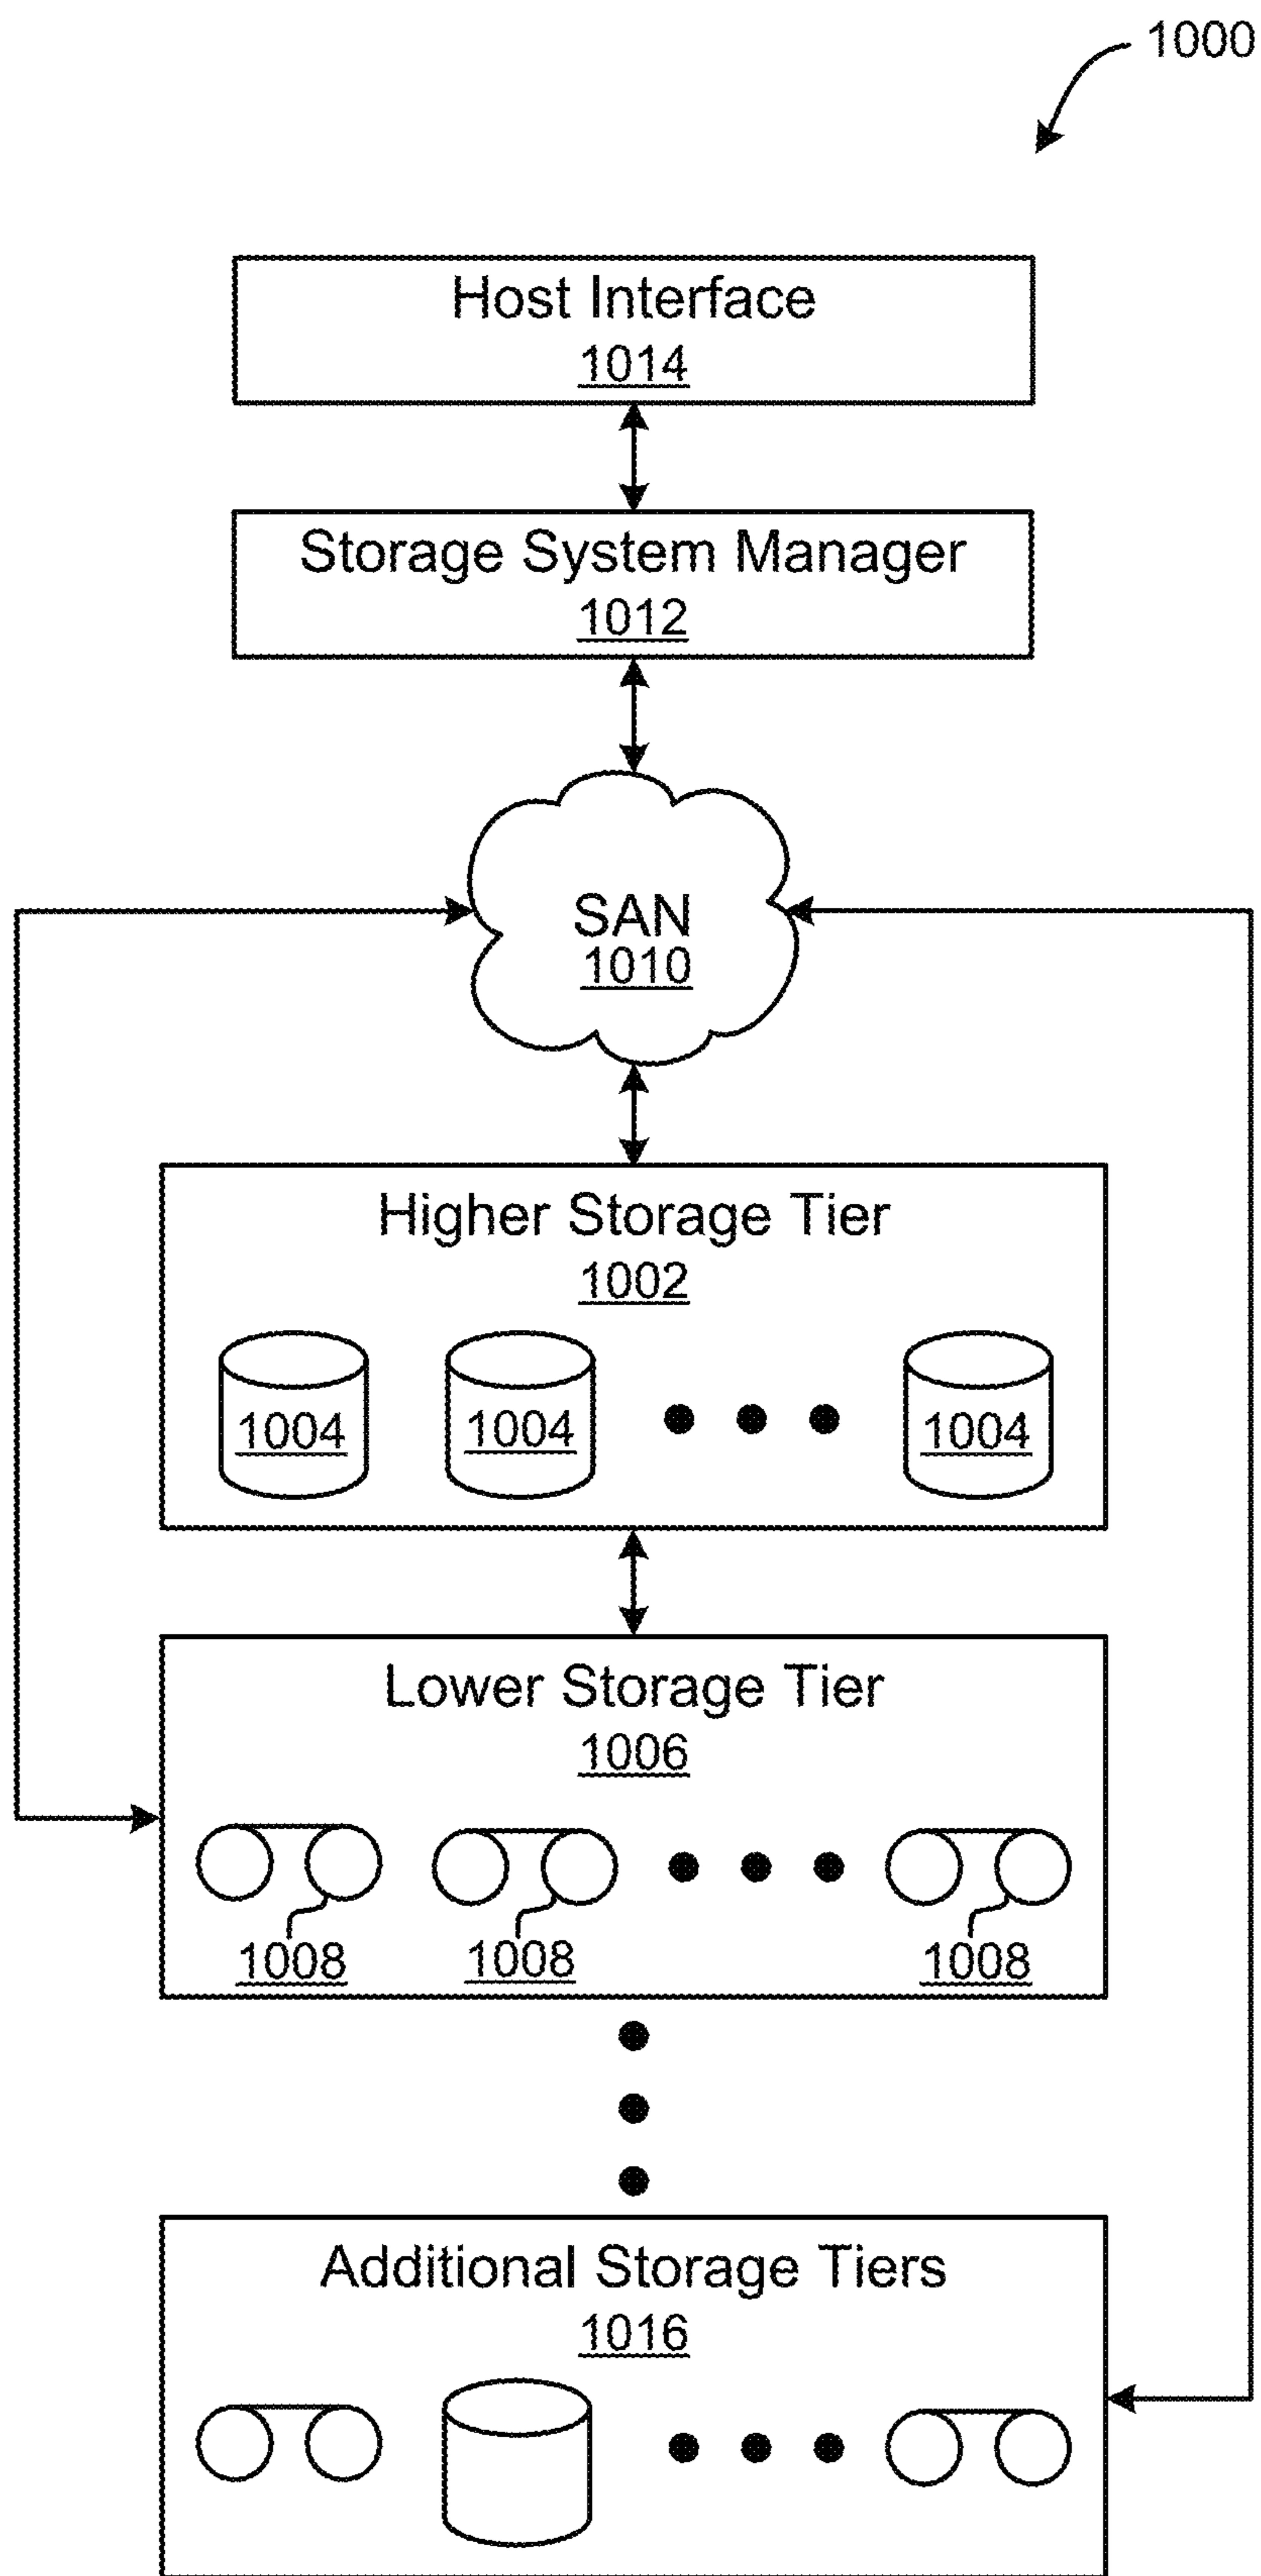 1000
Host Interface
1014
Storage System Manager
1012
SAN
1010
Higher Storage Tier
1002
1004 1004 1004
Lower Storage Tier
1006
1008 1008 1008
Additional Storage Tiers
1016